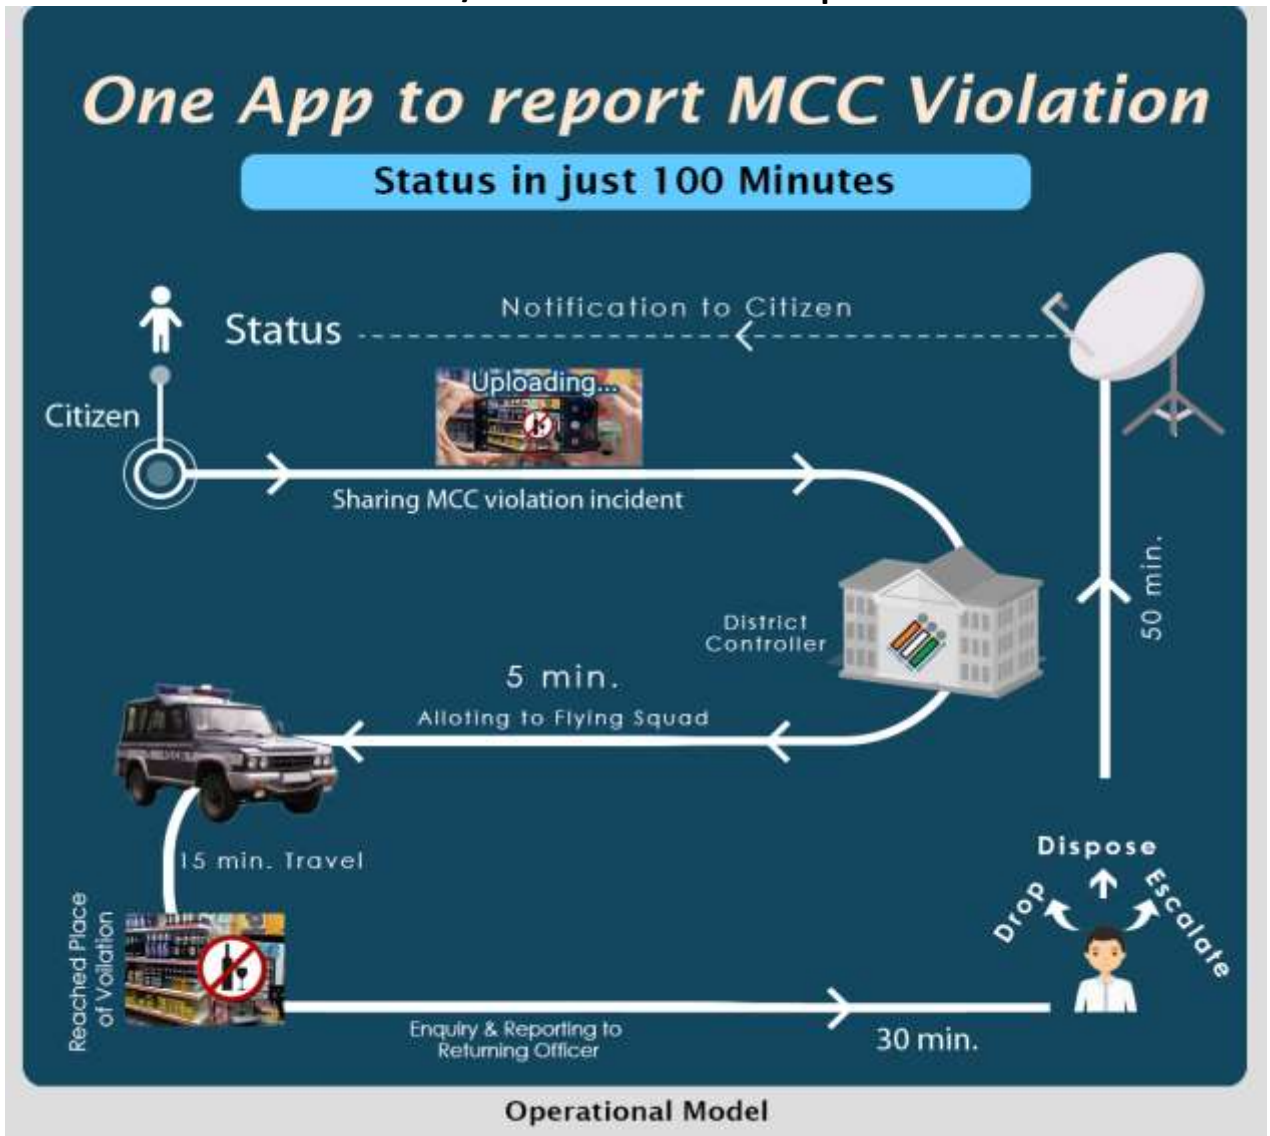 One App to report MCC Violation
Status in just 100 Minutes
Notification to Citizen
Status
Uploading...
Citizen
Sharing MCC violation incident
50 min.
District
Controller
5 min.
Alloting to Flying Squad
15 min. Travel
Dispose
Drop
Escalate
Reached Place
of Voilation
Enquiry & Reporting to
Returning Officer
30 min.
Operational Model